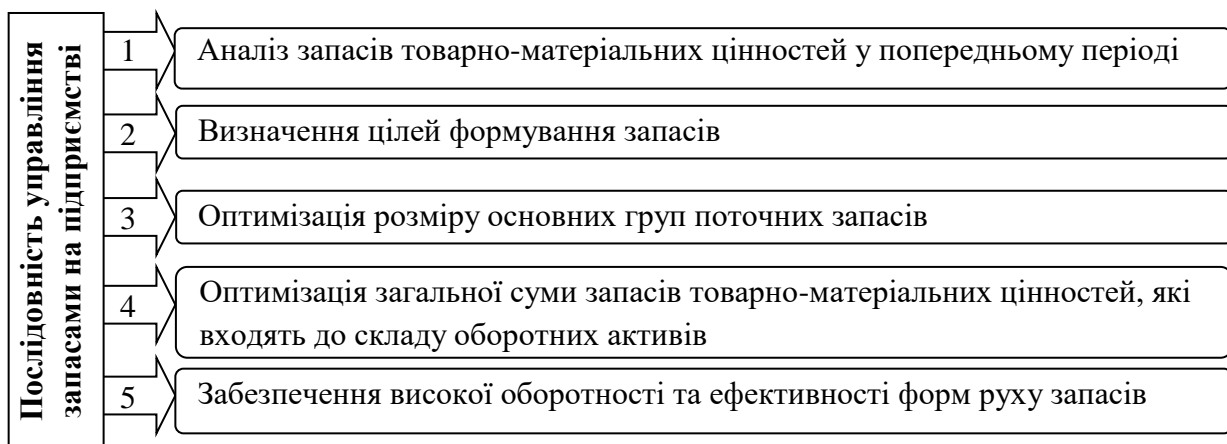 Послідовність управління
запасами на підприємстві
1
Аналіз запасів товарно-матеріальних цінностей у попередньому періоді
2
Визначення цілей формування запасів
3
Оптимізація розміру основних груп поточних запасів
4
Оптимізація загальної суми запасів товарно-матеріальних цінностей, які
входять до складу оборотних активів
5
Забезпечення високої оборотності та ефективності форм руху запасів